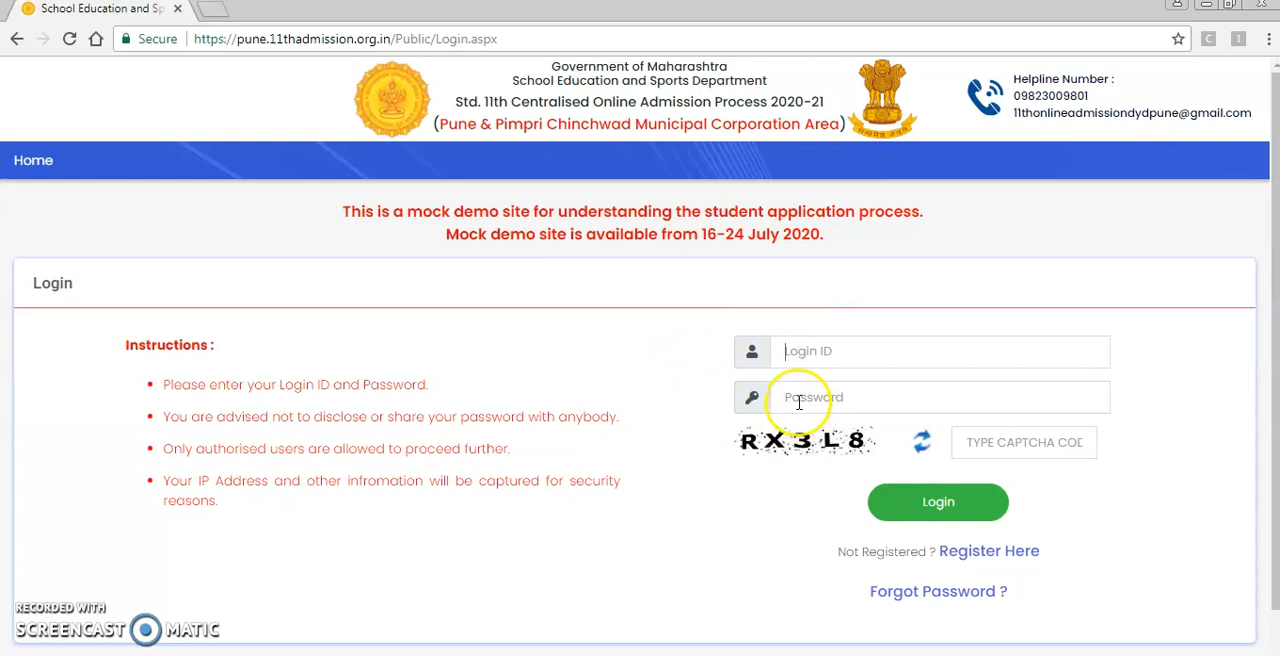 School Education and Sp
Secure
https://pune.11thadmission.org.in/Public/Login.aspx
C
I
Government of Maharashtra
School Education and Sports Department
Std. 11th Centralised Online Admission Process 2020-21
(Pune & Pimpri Chinchwad Municipal Corporation Area)
Helpline Number :
09823009801
11thonlineadmissiondydpune@gmail.com
Home
This is a mock demo site for understanding the student application process.
Mock demo site is available from 16-24 July 2020.
Login
Instructions :
• Please enter your Login ID and Password.
• You are advised not to disclose or share your password with anybody.
• Only authorised users are allowed to proceed further.
• Your IP Address and other infromation will be captured for security
reasons.
Login ID
Password
RX3L8
TYPE CAPTCHA COD
Login
Not Registered ? Register Here
Forgot Password ?
RECORDED WITH
SCREENCAST MATIC